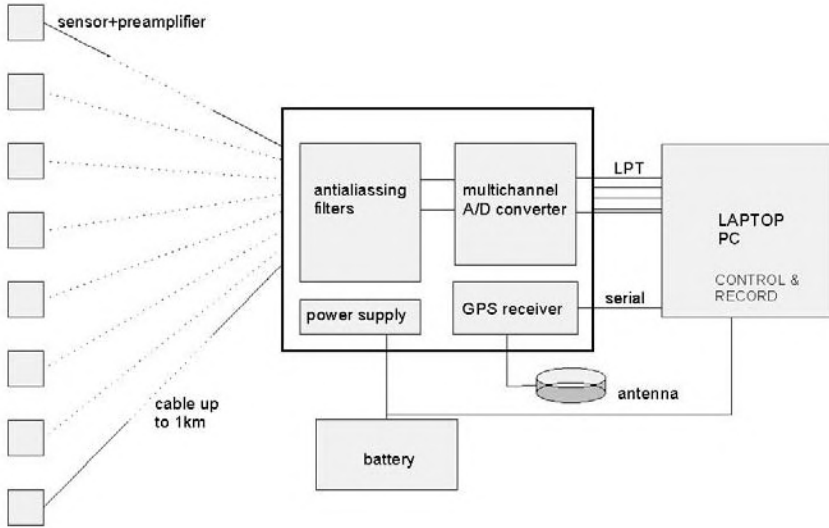 sensor+preamplifier
antialiassing
filters
multichannel
A/D converter
LPT
LAPTOP
PC
CONTROL &
RECORD
power supply
GPS receiver
serial
antenna
cable up
to 1km
battery